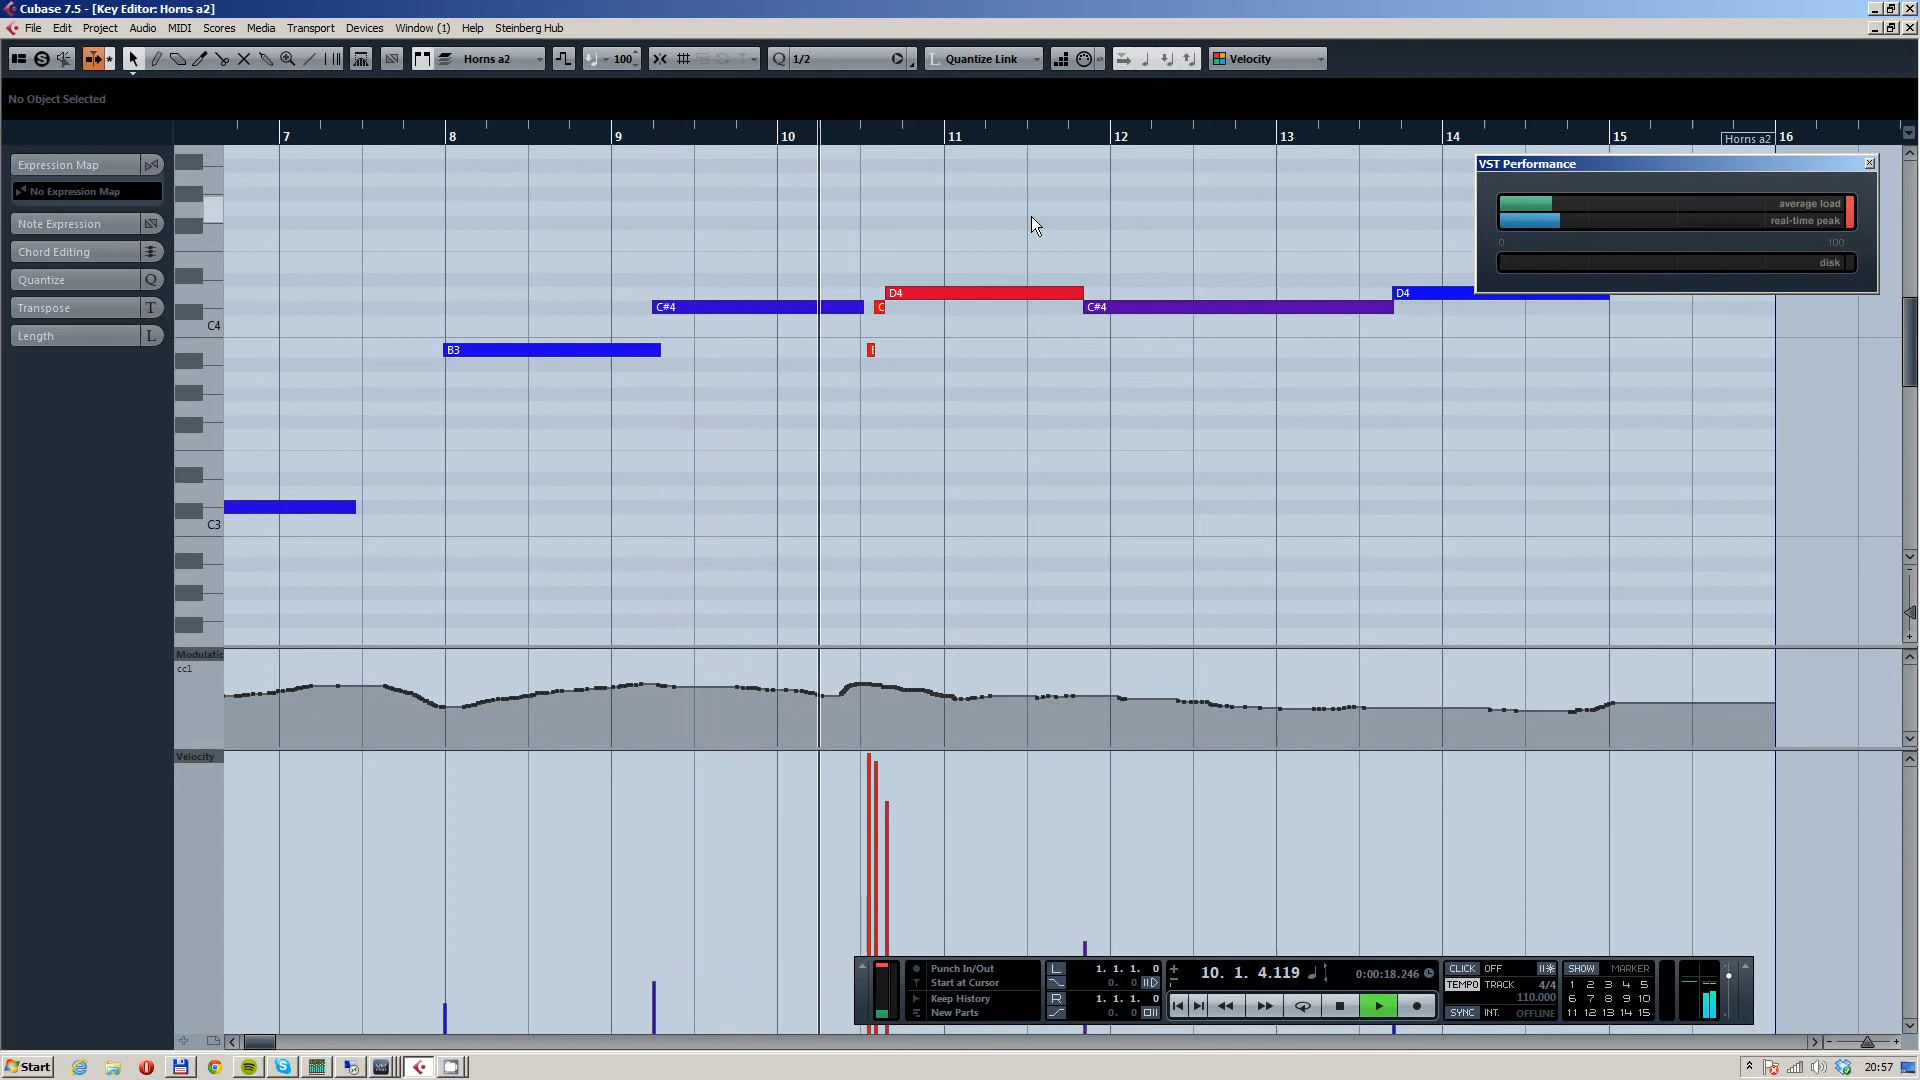 Cubase 7.5 - [Key Editor: Horns a2]
File Edit Project Audio MIDI Scores Media Transport Devices Window (1) Help Steinberg Hub
Horns a2 100 Q 1/2 L Quantize Link Velocity
No Object Selected
7 8 9 10 11 12 13 14 15 Horns a2 16
Expression Map
No Expression Map
Note Expression
Chord Editing
Quantize Q
Transpose T
Length L
VST Performance
average load
real-time peak
0 100
disk
D4 D4
C#4 C C#4
C4
B3
C3
Modulatic
cc1
Velocity
Punch In/Out
Start at Cursor
Keep History
New Parts
L 1. 1. 1. 0
0. 0. 0
R 1. 1. 1. 0
0. 0
10. 1. 4.119 0:00:18.246
CLICK OFF
TEMPO TRACK 4/4
110.000
SYNC INT. OFFLINE
SHOW MARKER
1 2 3 4 5
6 7 8 9 10
11 12 13 14 15
Start 20:57